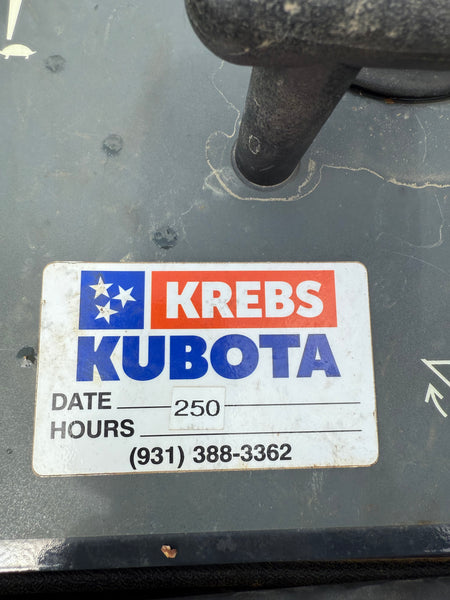 KREBS
KUBOTA
DATE 250
HOURS
(931) 388-3362